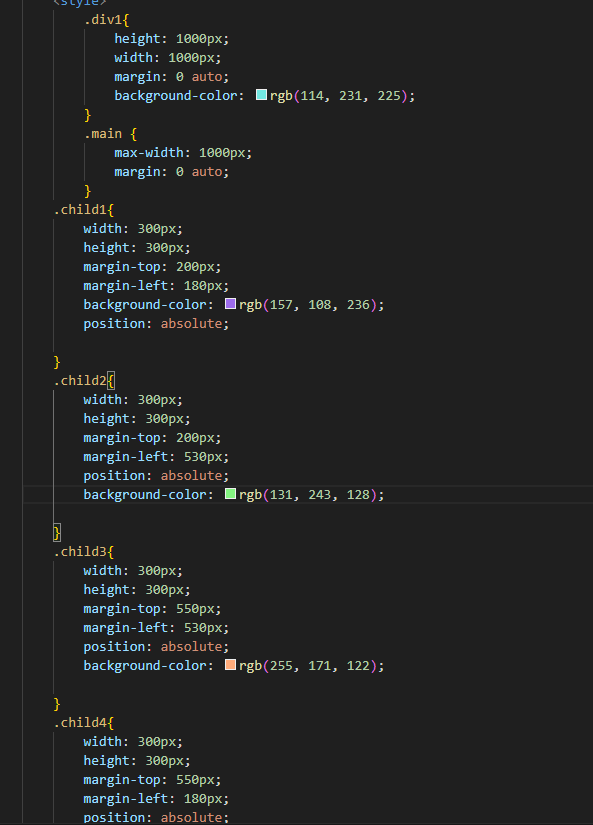 <style>
.div1{
height: 1000px;
width: 1000px;
margin: 0 auto;
background-color: rgb(114, 231, 225);
}
.main {
max-width: 1000px;
margin: 0 auto;
}
.child1{
width: 300px;
height: 300px;
margin-top: 200px;
margin-left: 180px;
background-color: rgb(157, 108, 236);
position: absolute;
}
.child2{
width: 300px;
height: 300px;
margin-top: 200px;
margin-left: 530px;
position: absolute;
background-color: rgb(131, 243, 128);
}
.child3{
width: 300px;
height: 300px;
margin-top: 550px;
margin-left: 530px;
position: absolute;
background-color: rgb(255, 171, 122);
}
.child4{
width: 300px;
height: 300px;
margin-top: 550px;
margin-left: 180px;
position: absolute;